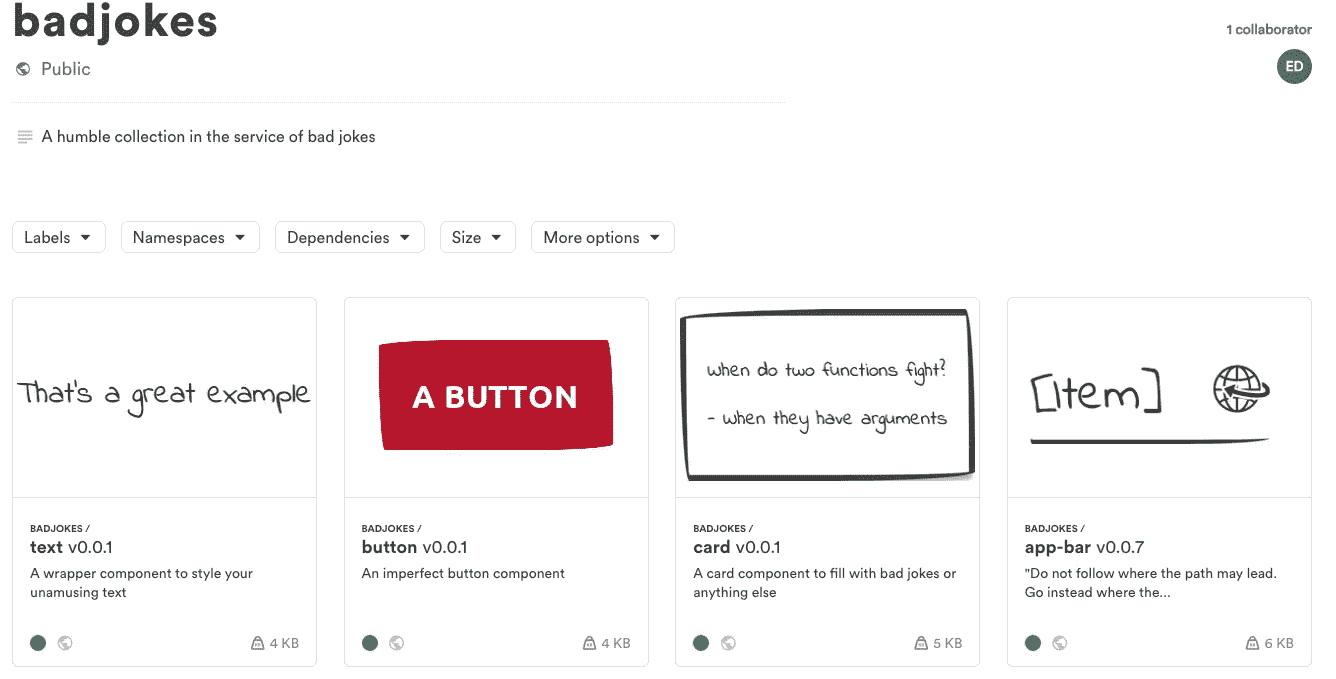 badjokes
1 collaborator
Public
ED
A humble collection in the service of bad jokes
Labels
Namespaces
Dependencies
Size
More options
That's a great example
BADJOKES /
text v0.0.1
A wrapper component to style your
unamusing text
4 KB
A BUTTON
BADJOKES /
button v0.0.1
An imperfect button component
4 KB
when do two functions fight?
- when they have arguments
BADJOKES /
card v0.0.1
A card component to fill with bad jokes or
anything else
5 KB
[Item]
BADJOKES /
app-bar v0.0.7
"Do not follow where the path may lead.
Go instead where the...
6 KB